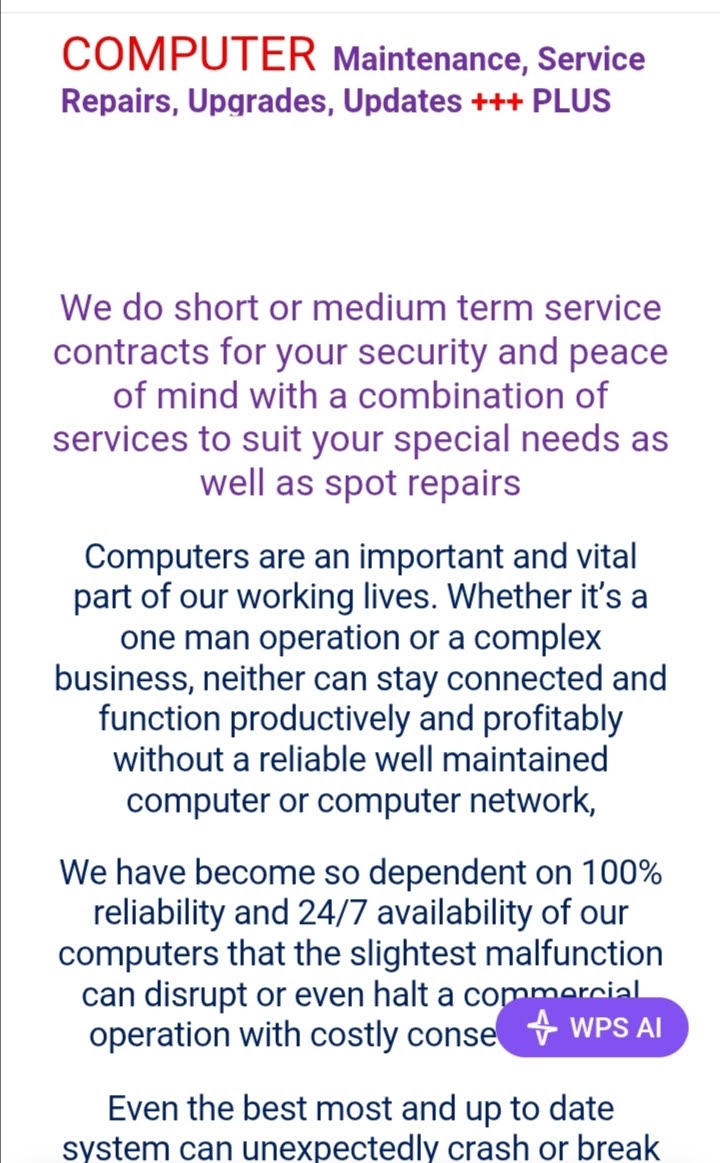 COMPUTER Maintenance, Service
Repairs, Upgrades, Updates +++ PLUS
We do short or medium term service
contracts for your security and peace
of mind with a combination of
services to suit your special needs as
well as spot repairs
Computers are an important and vital
part of our working lives. Whether it’s a
one man operation or a complex
business, neither can stay connected and
function productively and profitably
without a reliable well maintained
computer or computer network,
We have become so dependent on 100%
reliability and 24/7 availability of our
computers that the slightest malfunction
can disrupt or even halt a commercial
operation with costly
WPS AI
Even the best most and up to date
system can unexpectedly crash or break